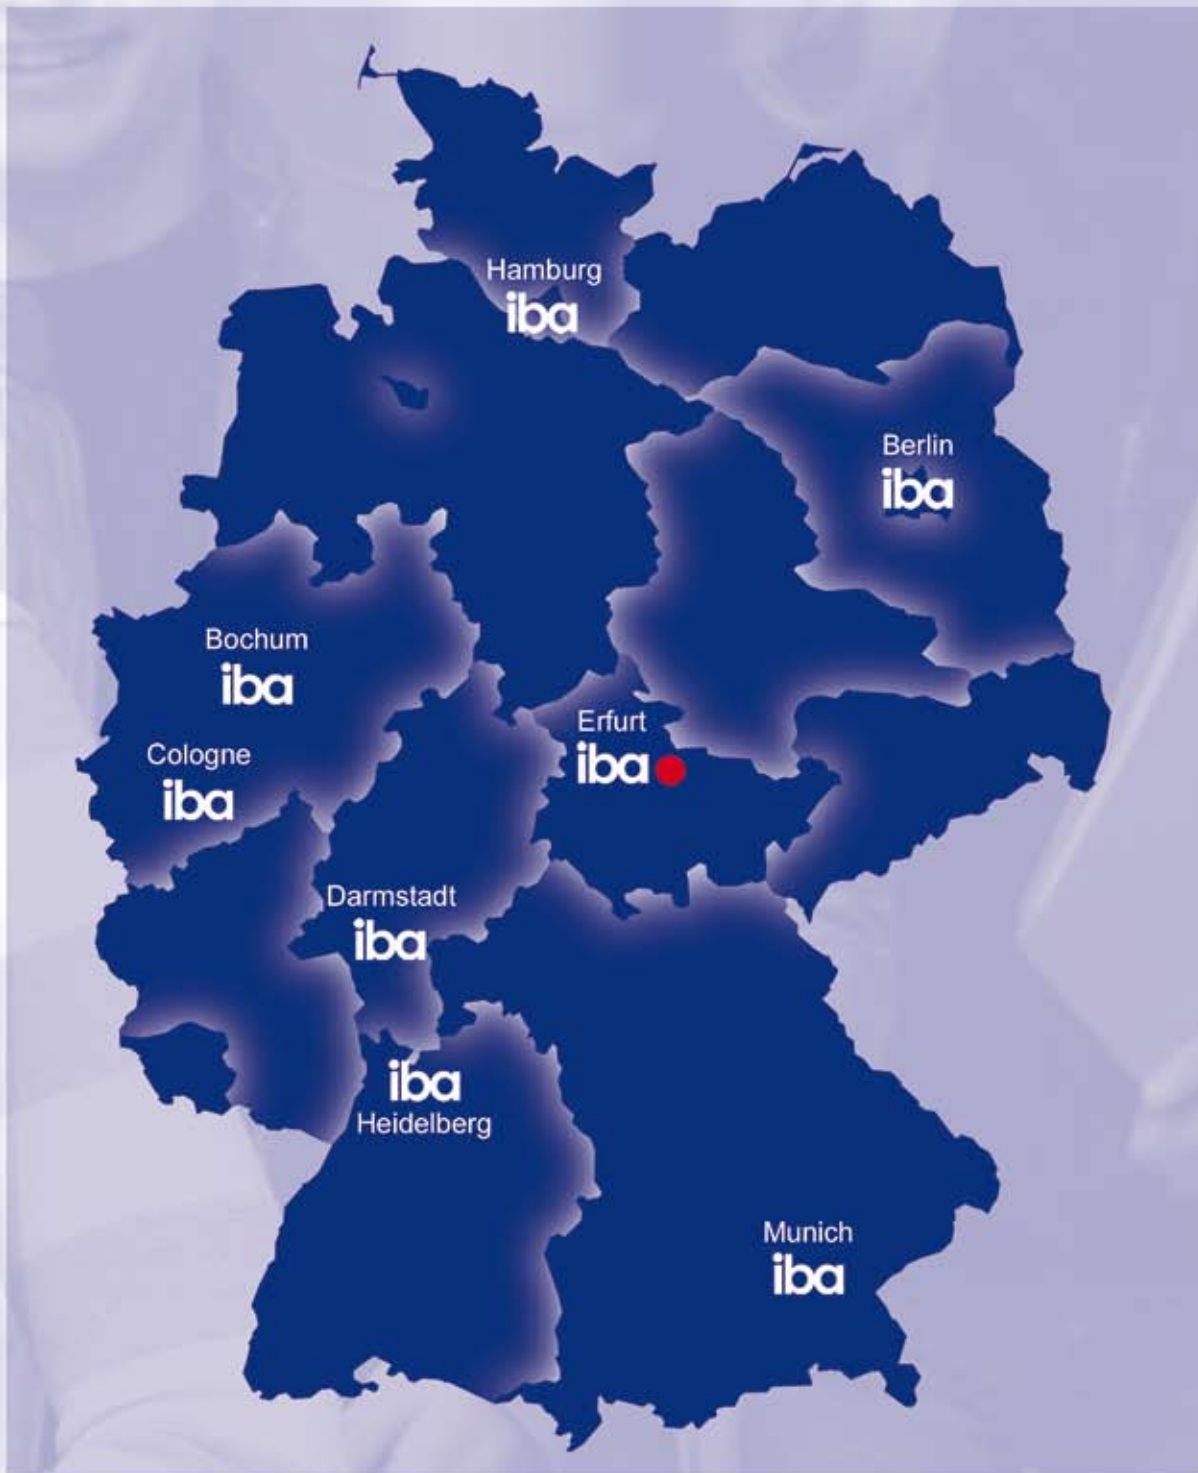 Hamburg
iba
Berlin
iba
Bochum
iba
Erfurt
iba
Cologne
iba
Darmstadt
iba
iba
Heidelberg
Munich
iba